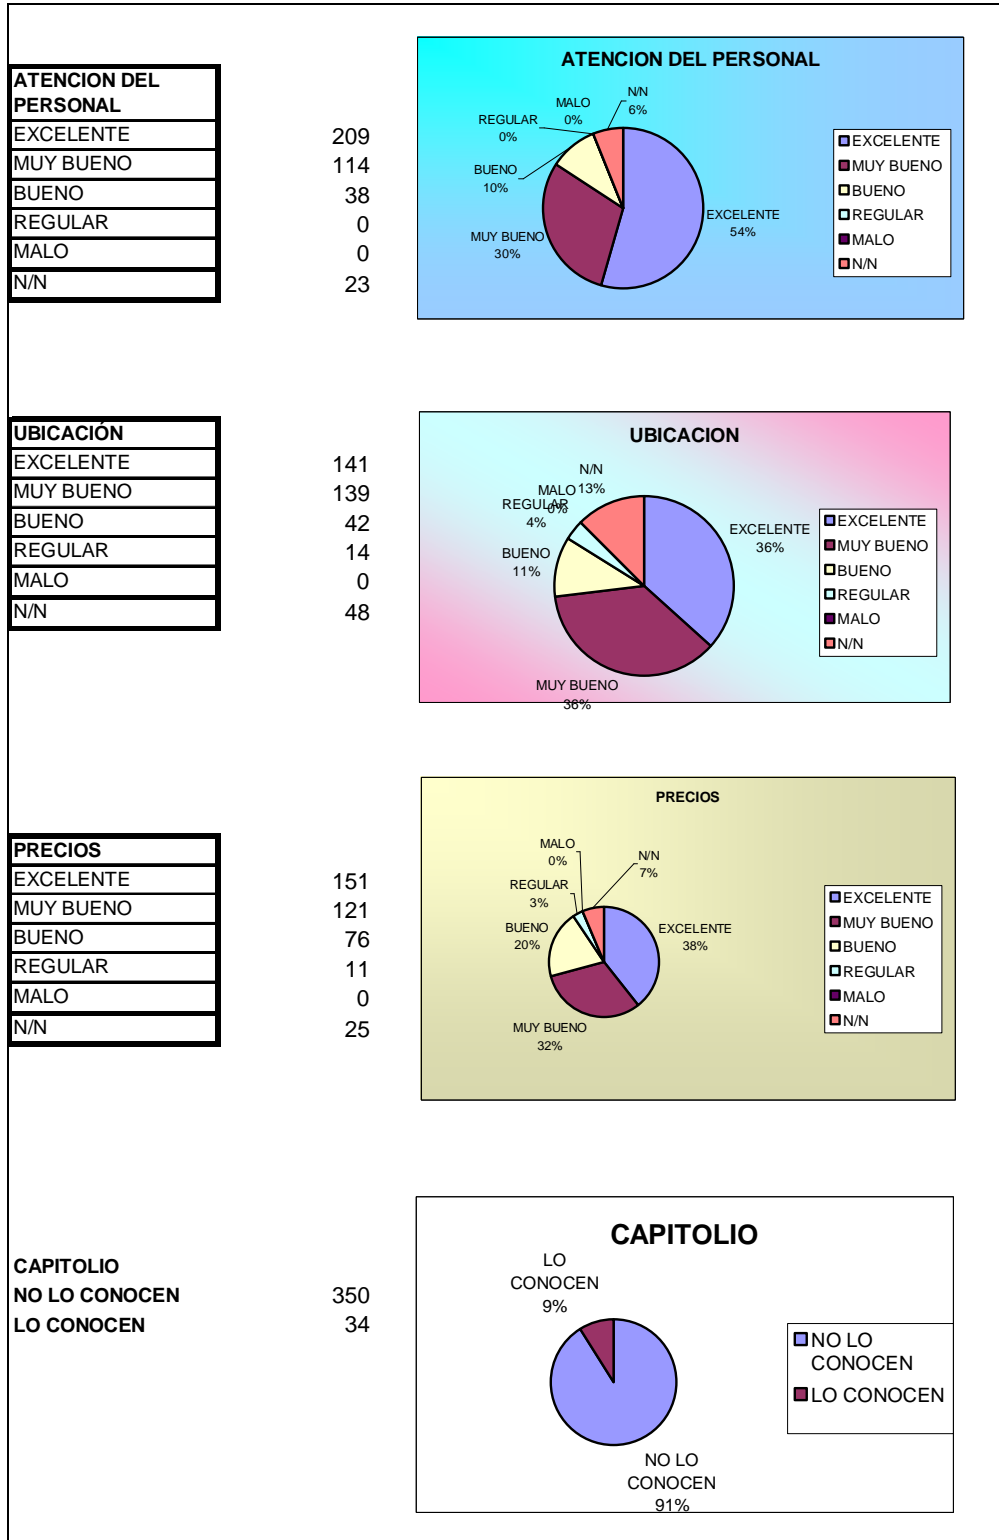 ATENCION DEL
PERSONAL
EXCELENTE 209
MUY BUENO 114
BUENO 38
REGULAR 0
MALO 0
N/N 23
ATENCION DEL PERSONAL
N/N
6%
MALO
0%
REGULAR
0%
BUENO
10%
MUY BUENO
30%
EXCELENTE
54%
EXCELENTE
MUY BUENO
BUENO
REGULAR
MALO
N/N
UBICACIÓN
EXCELENTE 141
MUY BUENO 139
BUENO 42
REGULAR 14
MALO 0
N/N 48
UBICACION
N/N
13%
MALO
0%
REGULAR
4%
BUENO
11%
EXCELENTE
36%
MUY BUENO
36%
EXCELENTE
MUY BUENO
BUENO
REGULAR
MALO
N/N
PRECIOS
EXCELENTE 151
MUY BUENO 121
BUENO 76
REGULAR 11
MALO 0
N/N 25
PRECIOS
MALO
0%
N/N
7%
REGULAR
3%
BUENO
20%
EXCELENTE
38%
MUY BUENO
32%
EXCELENTE
MUY BUENO
BUENO
REGULAR
MALO
N/N
CAPITOLIO
NO LO CONOCEN 350
LO CONOCEN 34
CAPITOLIO
LO
CONOCEN
9%
NO LO
CONOCEN
91%
NO LO
CONOCEN
LO CONOCEN